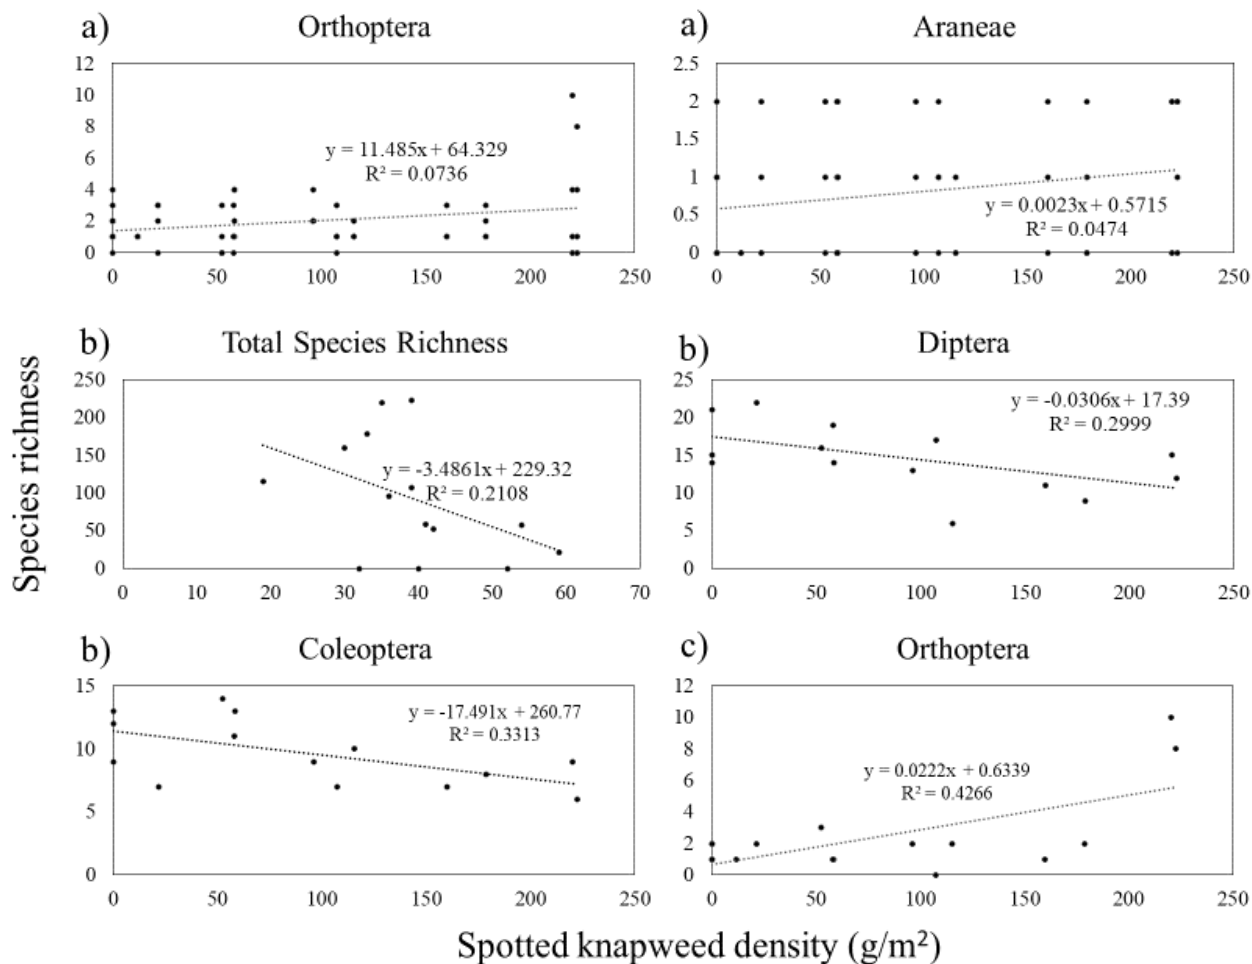 a) Orthoptera
12
10
8
6
4
2
0
y = 11.485x + 64.329
R² = 0.0736
0 50 100 150 200 250
a) Araneae
2.5
2
1.5
1
0.5
0
y = 0.0023x + 0.5715
R² = 0.0474
0 50 100 150 200 250
Species richness
b) Total Species Richness
250
200
150
100
50
0
y = -3.4861x + 229.32
R² = 0.2108
0 10 20 30 40 50 60 70
b) Diptera
25
20
15
10
5
0
y = -0.0306x + 17.39
R² = 0.2999
0 50 100 150 200 250
b) Coleoptera
15
10
5
0
y = -17.491x + 260.77
R² = 0.3313
0 50 100 150 200 250
c) Orthoptera
12
10
8
6
4
2
0
y = 0.0222x + 0.6339
R² = 0.4266
0 50 100 150 200 250
Spotted knapweed density (g/m²)